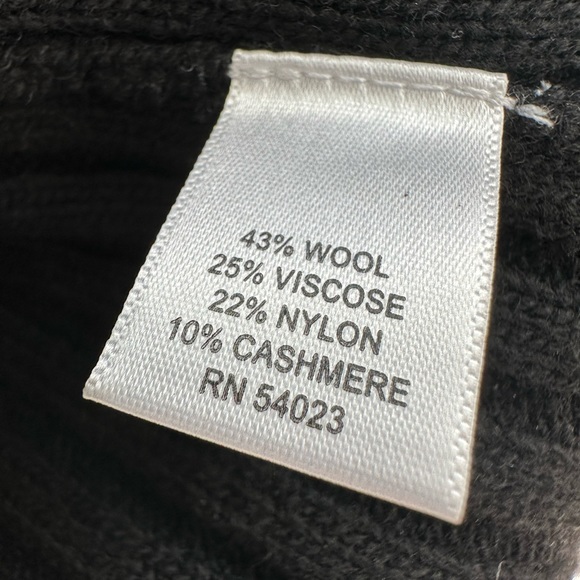 43% WOOL
25% VISCOSE
22% NYLON
10% CASHMERE
RN 54023